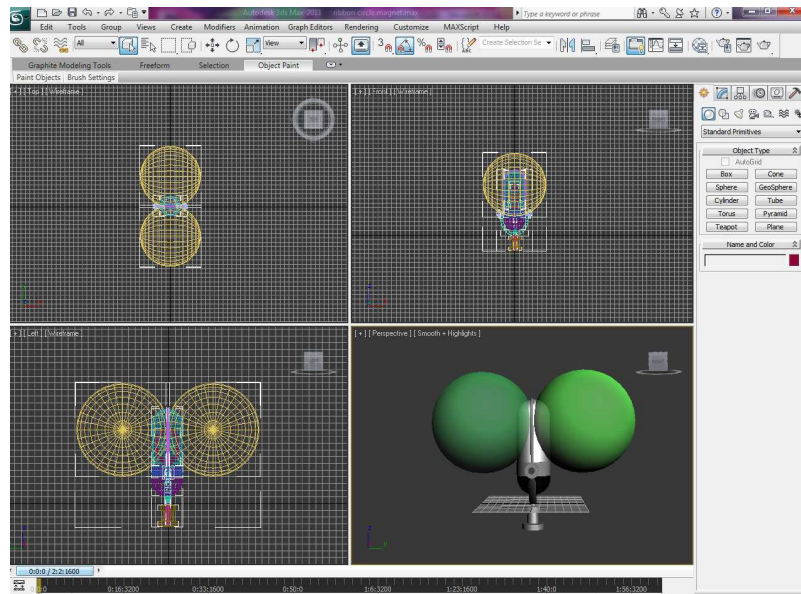 Autodesk 3ds Max 2011 ribbon circle magnet.max
Type a keyword or phrase
Edit Tools Group Views Create Modifiers Animation Graph Editors Rendering Customize MAXScript Help
All View Create Selection Se
Graphite Modeling Tools Freeform Selection Object Paint
Paint Objects Brush Settings
[ + ] [ Top ] [ Wireframe ]
[ + ] [ Front ] [ Wireframe ]
[ + ] [ Left ] [ Wireframe ]
[ + ] [ Perspective ] [ Smooth + Highlights ]
Standard Primitives
Object Type
AutoGrid
Box Cone
Sphere GeoSphere
Cylinder Tube
Torus Pyramid
Teapot Plane
Name and Color
0:0:0 / 2:2:1600
0:16:3200 0:33:1600 0:50:0 1:6:3200 1:23:1600 1:40:0 1:56:3200